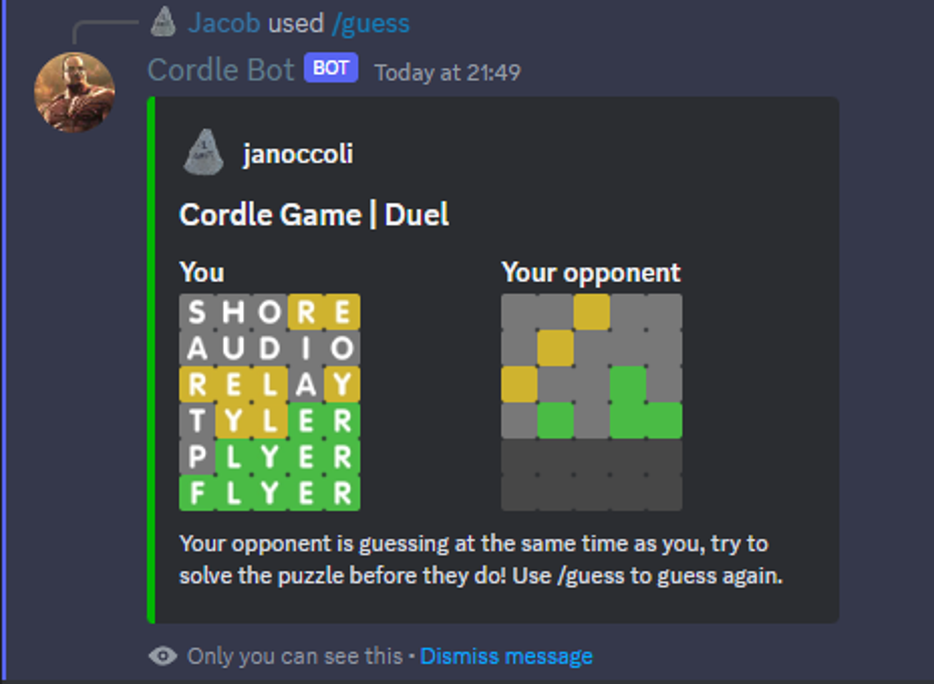 Jacob used /guess
Cordle Bot BOT Today at 21:49
janoccoli
Cordle Game | Duel
You Your opponent
SHORE
AUDIO
RELAY
TYLER
PLYER
FLYER
Your opponent is guessing at the same time as you, try to
solve the puzzle before they do! Use /guess to guess again.
Only you can see this • Dismiss message